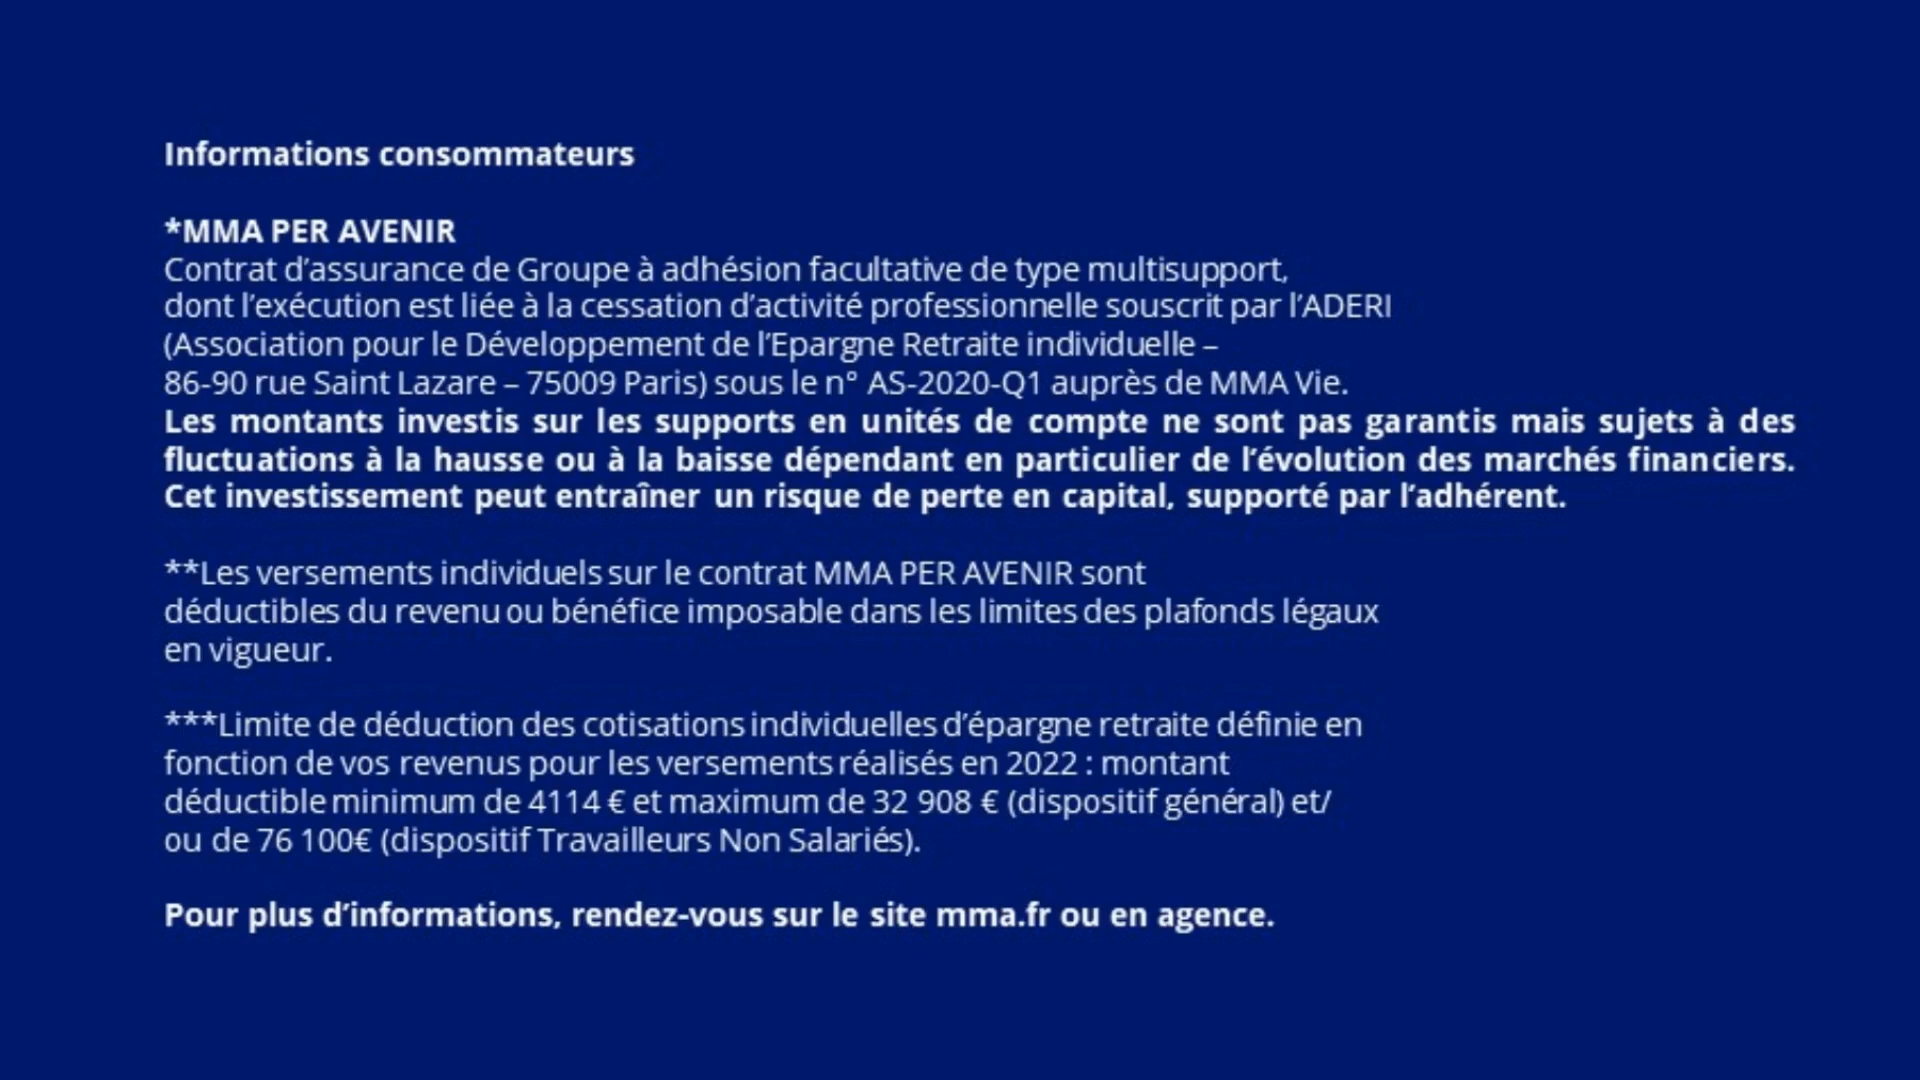 Informations consommateurs
*MMA PER AVENIR
Contrat d’assurance de Groupe à adhésion facultative de type multisupport,
dont l’exécution est liée à la cessation d’activité professionnelle souscrit par l’ADERI
(Association pour le Développement de l’Epargne Retraite individuelle –
86-90 rue Saint Lazare – 75009 Paris) sous le n° AS-2020-Q1 auprès de MMA Vie.
Les montants investis sur les supports en unités de compte ne sont pas garantis mais sujets à des
fluctuations à la hausse ou à la baisse dépendant en particulier de l’évolution des marchés financiers.
Cet investissement peut entraîner un risque de perte en capital, supporté par l’adhérent.
**Les versements individuels sur le contrat MMA PER AVENIR sont
déductibles du revenu ou bénéfice imposable dans les limites des plafonds légaux
en vigueur.
***Limite de déduction des cotisations individuelles d’épargne retraite définie en
fonction de vos revenus pour les versements réalisés en 2022 : montant
déductible minimum de 4114 € et maximum de 32 908 € (dispositif général) et/
ou de 76 100€ (dispositif Travailleurs Non Salariés).
Pour plus d’informations, rendez-vous sur le site mma.fr ou en agence.